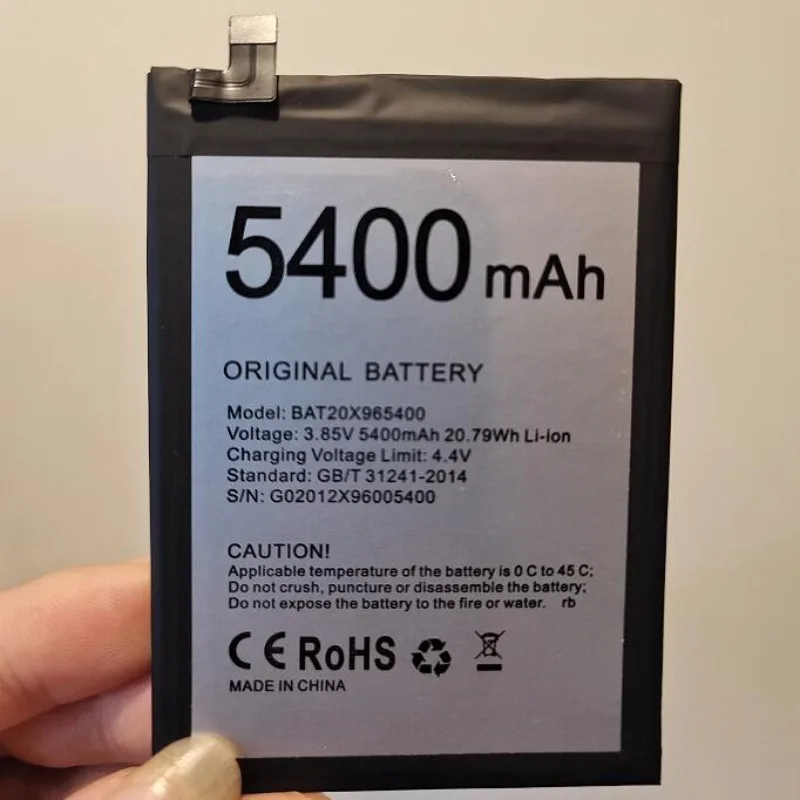 5400 mAh
ORIGINAL BATTERY
Model: BAT20X965400
Voltage: 3.85V 5400mAh 20.79Wh Li-ion
Charging Voltage Limit: 4.4V
Standard: GB/T 31241-2014
S/N: G02012X96005400
CAUTION!
Applicable temperature of the battery is 0 C to 45 C;
Do not crush, puncture or disassemble the battery;
Do not expose the battery to the fire or water. rb
CE RoHS
MADE IN CHINA